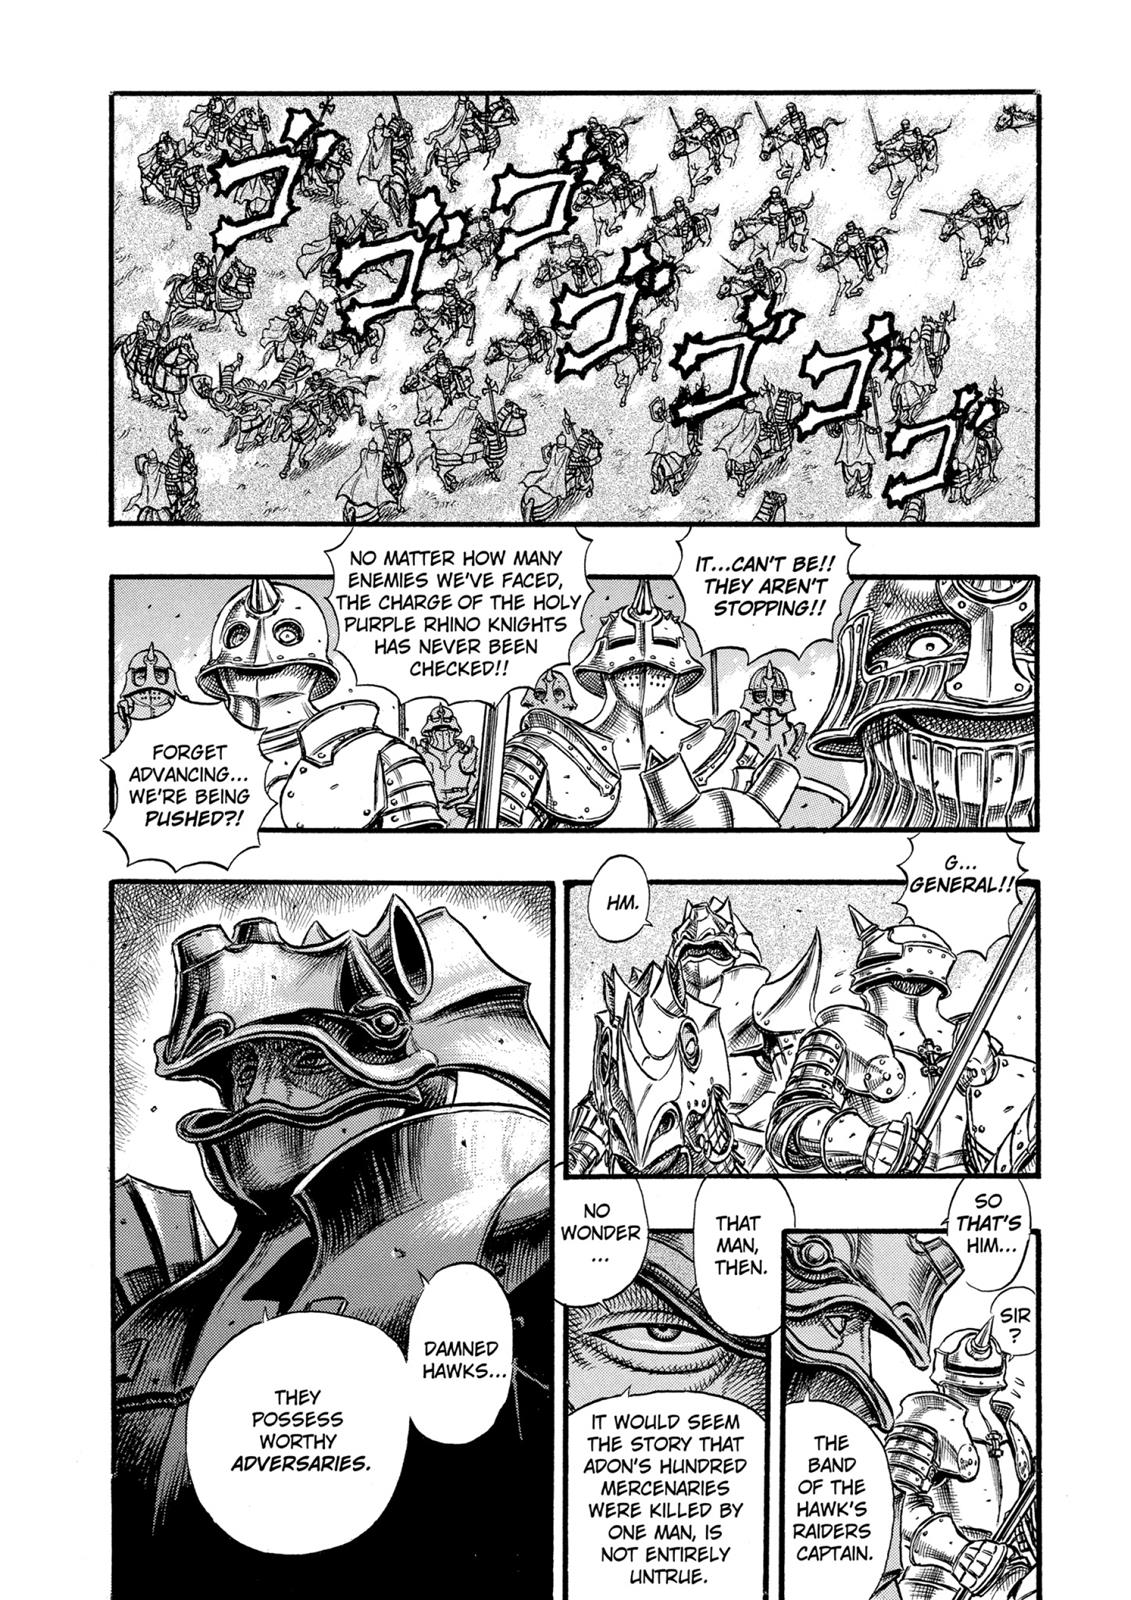 ゴ
ゴ
ゴ
ゴ
ゴ
ゴ
ゴ
IT...CAN'T BE!!
THEY AREN'T
STOPPING!!
NO MATTER HOW MANY
ENEMIES WE'VE FACED,
THE CHARGE OF THE HOLY
PURPLE RHINO KNIGHTS
HAS NEVER BEEN
CHECKED!!
FORGET
ADVANCING...
WE'RE BEING
PUSHED?!
G...
GENERAL!!
HM.
SO
THAT'S
HIM...
SIR
?
THE
BAND
OF THE
HAWK'S
RAIDERS
CAPTAIN.
THAT
MAN,
THEN.
NO
WONDER
...
IT WOULD SEEM
THE STORY THAT
ADON'S HUNDRED
MERCENARIES
WERE KILLED BY
ONE MAN, IS
NOT ENTIRELY
UNTRUE.
DAMNED
HAWKS...
THEY
POSSESS
WORTHY
ADVERSARIES.